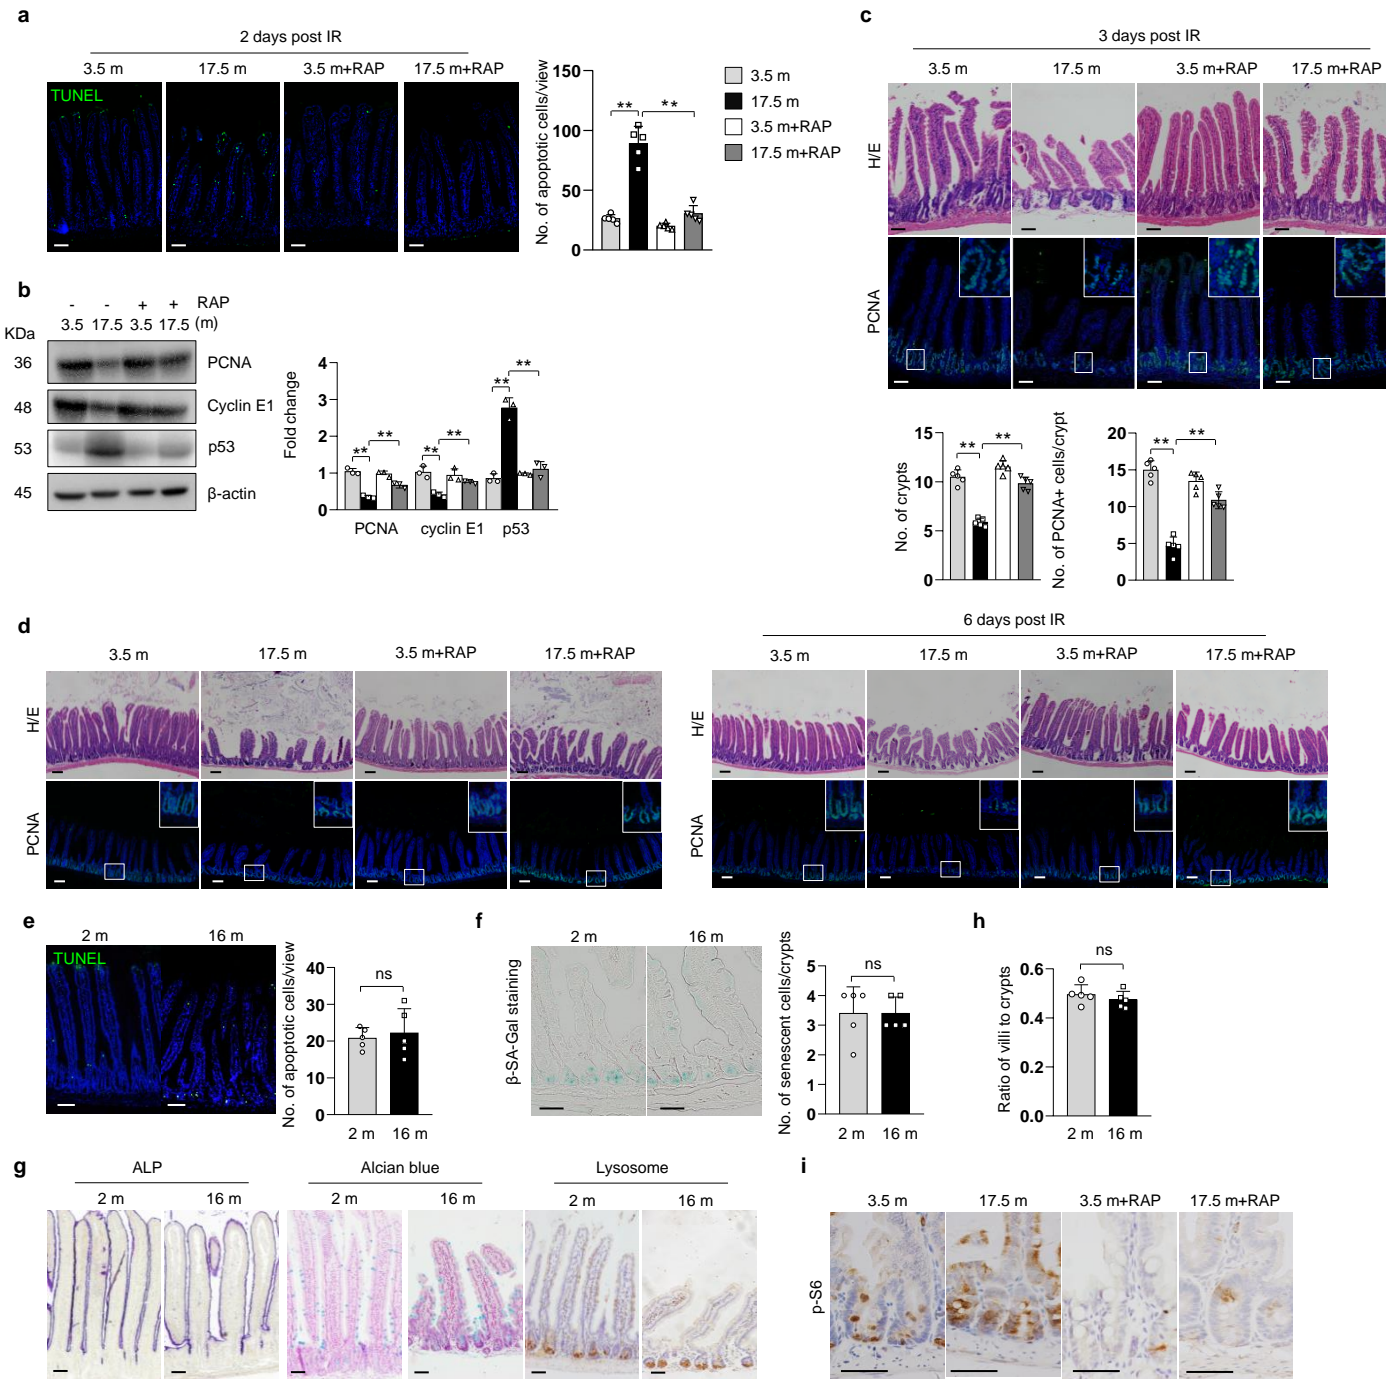 a
2 days post IR
3.5 m 17.5 m 3.5 m+RAP 17.5 m+RAP
TUNEL
No. of apoptotic cells/view
150
100
50
0
** **
3.5 m
17.5 m
3.5 m+RAP
17.5 m+RAP
b
- - + + RAP
KDa 3.5 17.5 3.5 17.5 (m)
36 PCNA
48 Cyclin E1
53 p53
45 β-actin
Fold change
4
3
2
1
0
** ** ** ** ** **
PCNA cyclin E1 p53
c
3 days post IR
3.5 m 17.5 m 3.5 m+RAP 17.5 m+RAP
H/E
PCNA
No. of crypts
15
10
5
0
** **
No. of PCNA+ cells/crypt
20
15
10
5
0
** **
d
3.5 m 17.5 m 3.5 m+RAP 17.5 m+RAP
H/E
PCNA
6 days post IR
3.5 m 17.5 m 3.5 m+RAP 17.5 m+RAP
H/E
PCNA
e
2 m 16 m
TUNEL
No. of apoptotic cells/view
40
30
20
10
0
ns
2 m 16 m
f
2 m 16 m
β-SA-Gal staining
No. of senescent cells/crypts
5
4
3
2
1
0
ns
2 m 16 m
h
Ratio of villi to crypts
0.6
0.4
0.2
0.0
ns
2 m 16 m
g
ALP Alcian blue Lysosome
2 m 16 m 2 m 16 m 2 m 16 m
i
3.5 m 17.5 m 3.5 m+RAP 17.5 m+RAP
p-S6